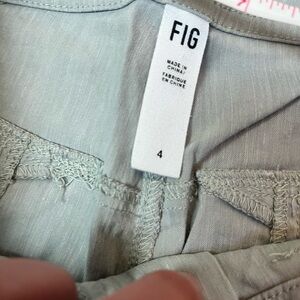 FIG
MADE IN
CHINA/
FABRIQUÉ
EN CHINE
4